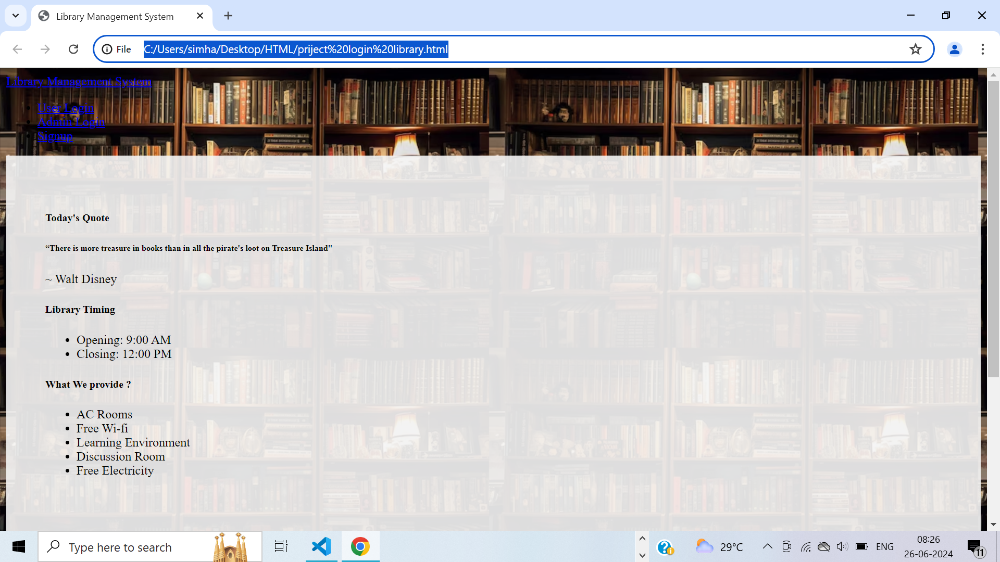 Library Management System
File
C:/Users/simha/Desktop/HTML/priject%20login%20library.html
Library Management System
User Login
Admin Login
Signup
Today's Quote
“There is more treasure in books than in all the pirate's loot on Treasure Island"
~ Walt Disney
Library Timing
Opening: 9:00 AM
Closing: 12:00 PM
What We provide ?
AC Rooms
Free Wi-fi
Learning Environment
Discussion Room
Free Electricity
Type here to search
29°C
ENG
08:26
26-06-2024
11